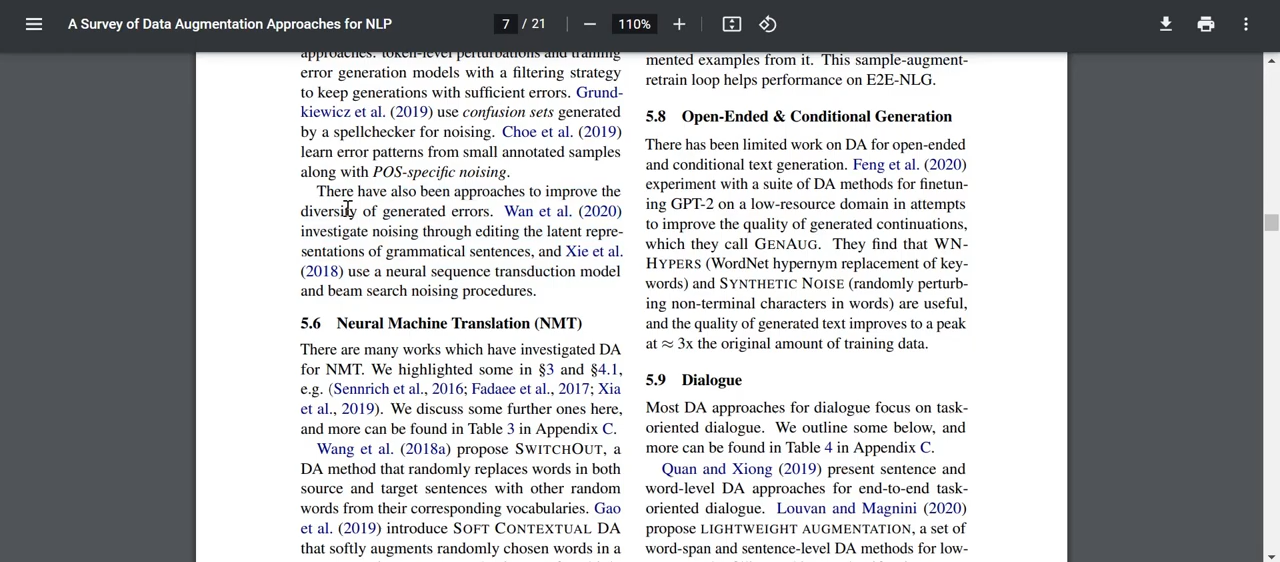 A Survey of Data Augmentation Approaches for NLP
7 / 21
110%
approaches: token-level perturbations and training
error generation models with a filtering strategy
to keep generations with sufficient errors. Grund-
kiewicz et al. (2019) use confusion sets generated
by a spellchecker for noising. Choe et al. (2019)
learn error patterns from small annotated samples
along with POS-specific noising.
There have also been approaches to improve the
diversity of generated errors. Wan et al. (2020)
investigate noising through editing the latent repre-
sentations of grammatical sentences, and Xie et al.
(2018) use a neural sequence transduction model
and beam search noising procedures.
5.6 Neural Machine Translation (NMT)
There are many works which have investigated DA
for NMT. We highlighted some in §3 and §4.1,
e.g. (Sennrich et al., 2016; Fadaee et al., 2017; Xia
et al., 2019). We discuss some further ones here,
and more can be found in Table 3 in Appendix C.
Wang et al. (2018a) propose SWITCHOUT, a
DA method that randomly replaces words in both
source and target sentences with other random
words from their corresponding vocabularies. Gao
et al. (2019) introduce SOFT CONTEXTUAL DA
that softly augments randomly chosen words in a
mented examples from it. This sample-augment-
retrain loop helps performance on E2E-NLG.
5.8 Open-Ended & Conditional Generation
There has been limited work on DA for open-ended
and conditional text generation. Feng et al. (2020)
experiment with a suite of DA methods for finetun-
ing GPT-2 on a low-resource domain in attempts
to improve the quality of generated continuations,
which they call GENAUG. They find that WN-
HYPERS (WordNet hypernym replacement of key-
words) and SYNTHETIC NOISE (randomly perturb-
ing non-terminal characters in words) are useful,
and the quality of generated text improves to a peak
at ≈ 3x the original amount of training data.
5.9 Dialogue
Most DA approaches for dialogue focus on task-
oriented dialogue. We outline some below, and
more can be found in Table 4 in Appendix C.
Quan and Xiong (2019) present sentence and
word-level DA approaches for end-to-end task-
oriented dialogue. Louvan and Magnini (2020)
propose LIGHTWEIGHT AUGMENTATION, a set of
word-span and sentence-level DA methods for low-